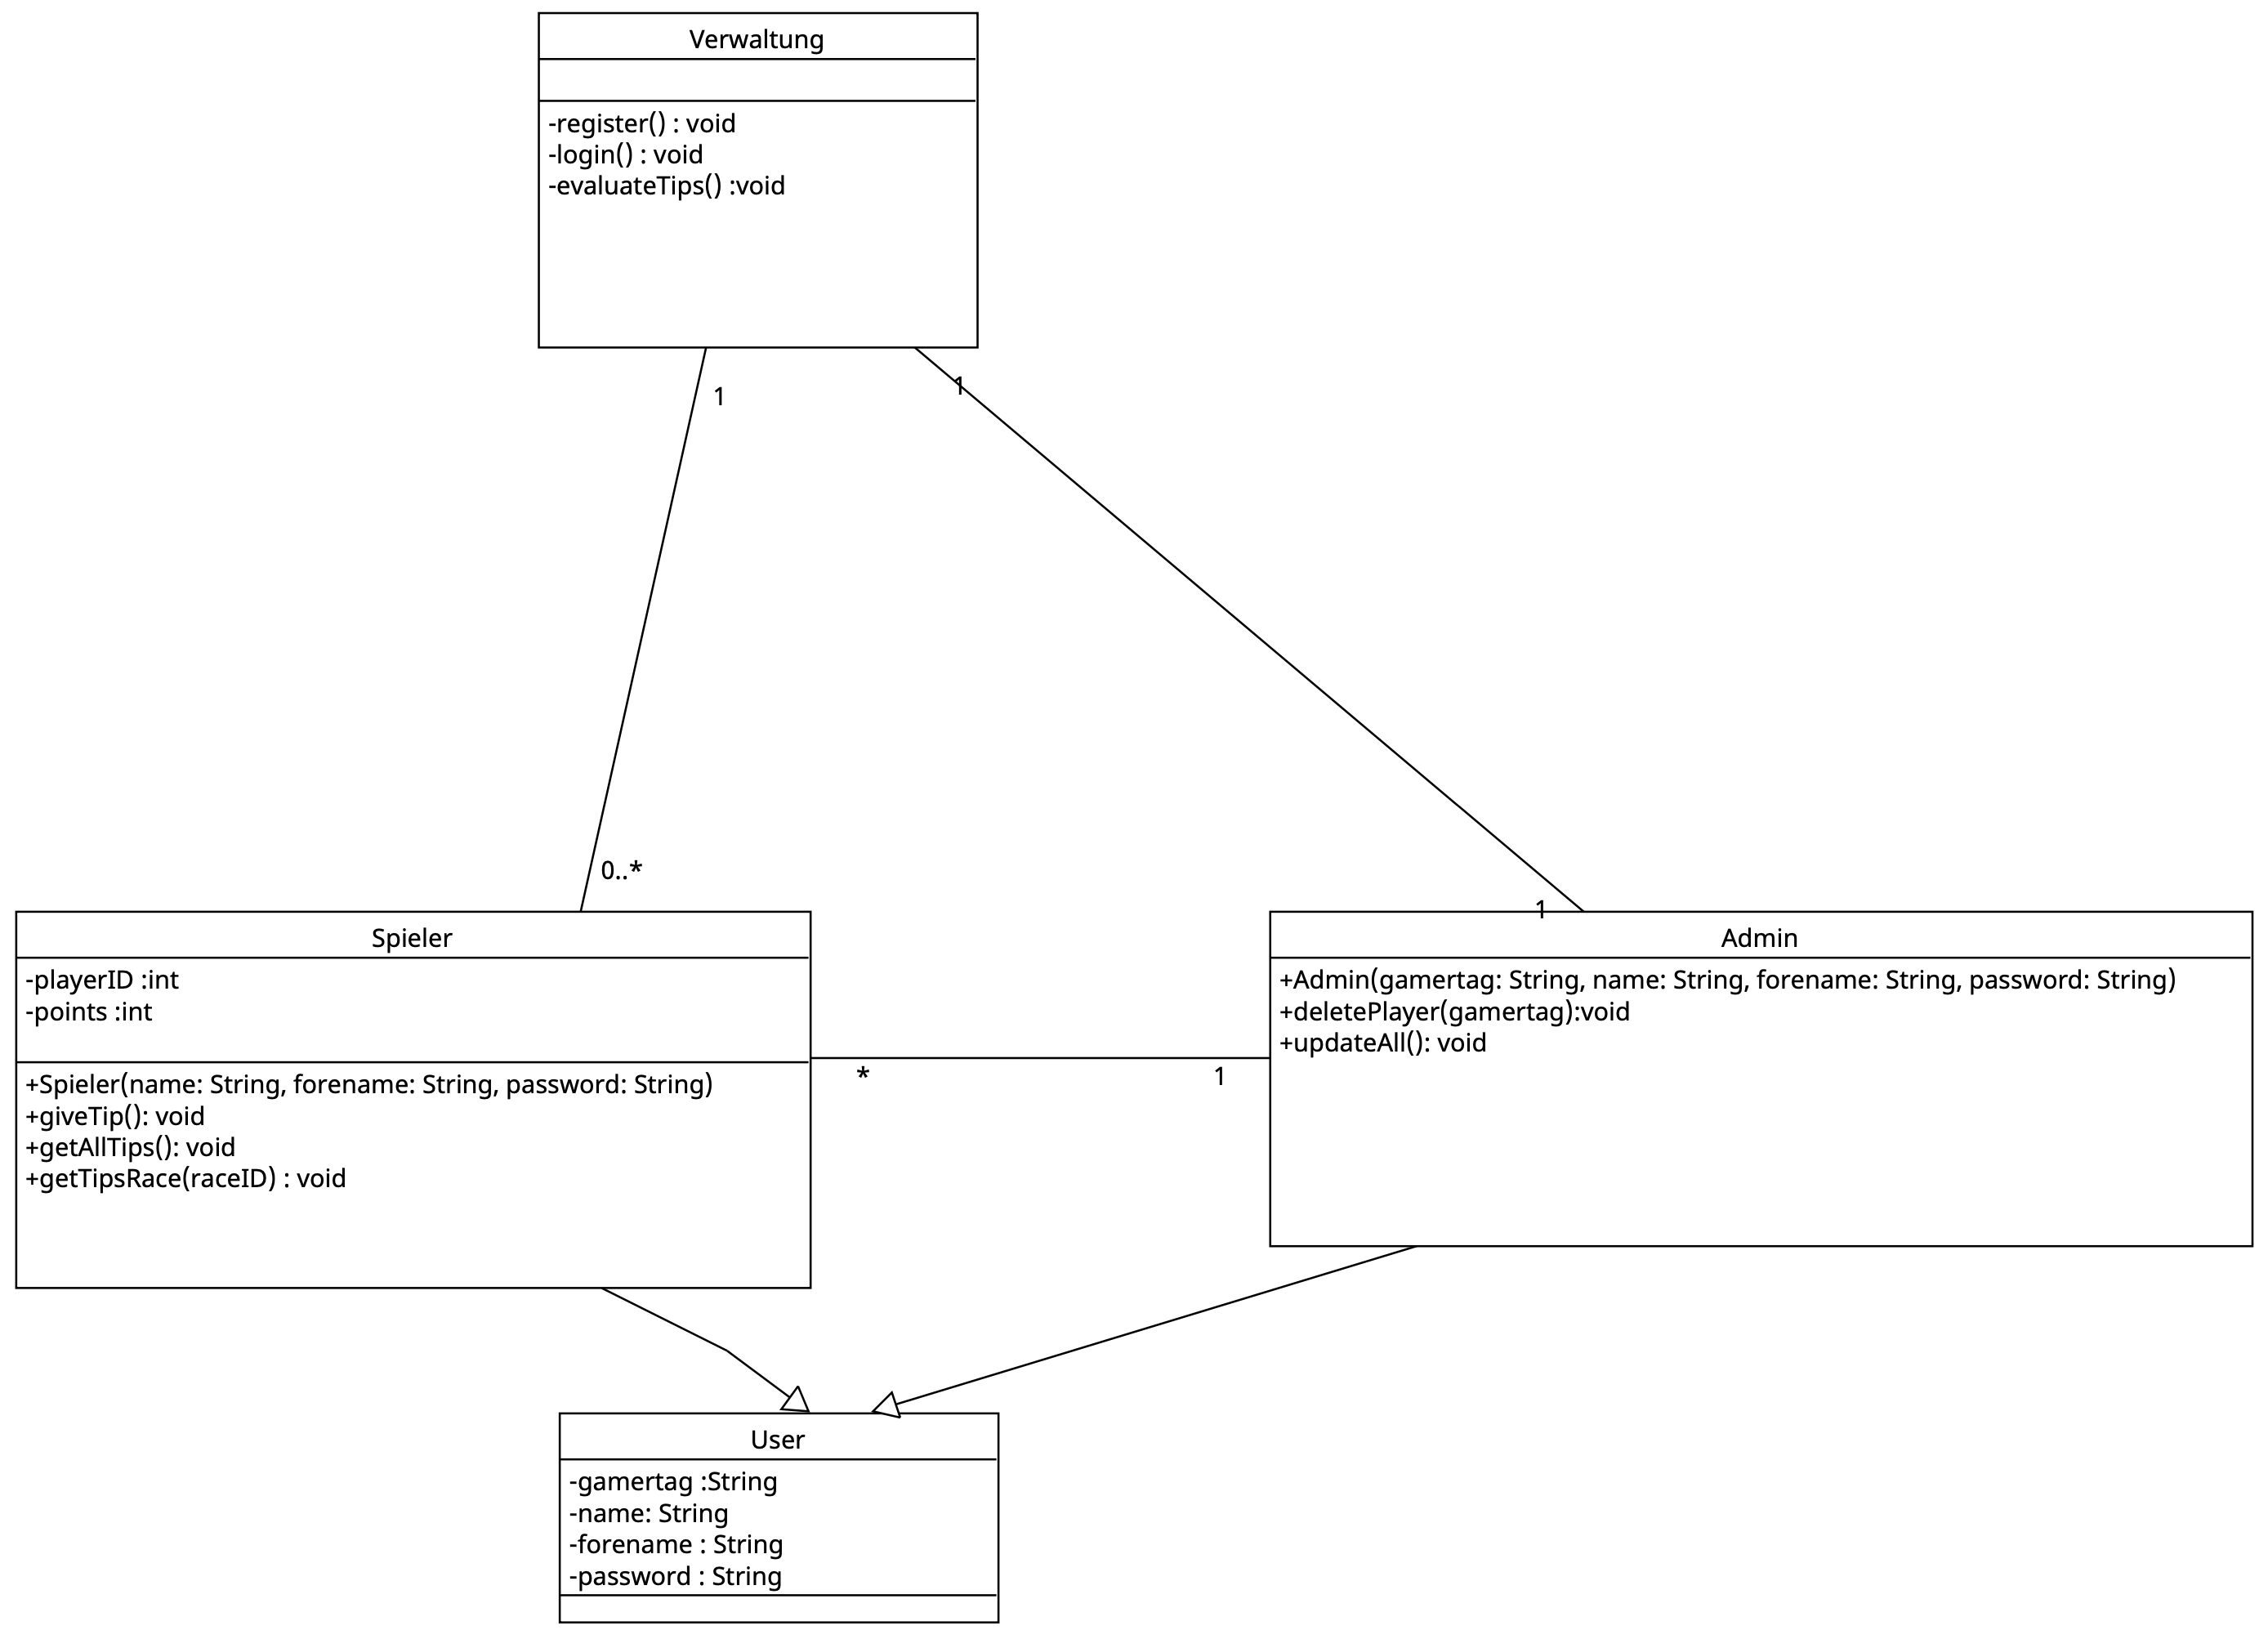 Verwaltung
-register() : void
-login() : void
-evaluateTips() :void
1
1
0..*
1
Spieler
-playerID :int
-points :int
+Spieler(name: String, forename: String, password: String)
+giveTip(): void
+getAllTips(): void
+getTipsRace(raceID) : void
*
1
Admin
+Admin(gamertag: String, name: String, forename: String, password: String)
+deletePlayer(gamertag):void
+updateAll(): void
User
-gamertag :String
-name: String
-forename : String
-password : String